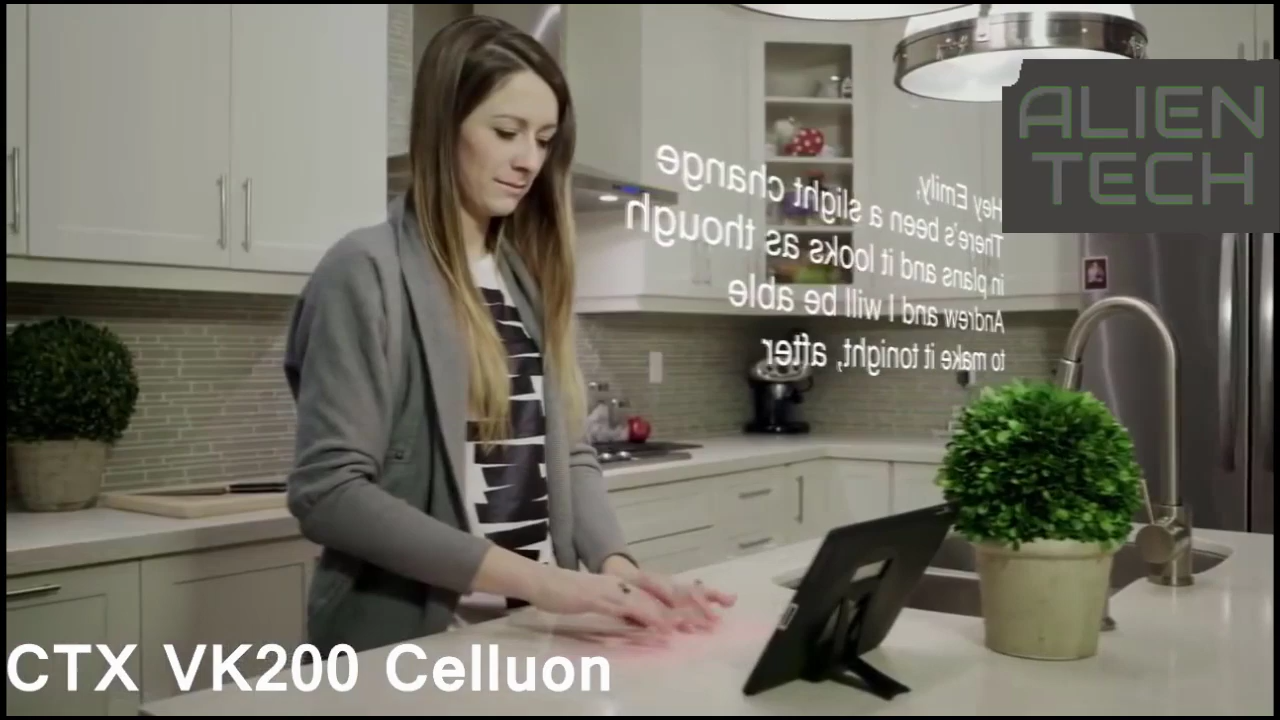 ALIEN
TECH
Hey Emily,
There's been a slight change
in plans and it looks as though
Andrew and I will be able
to make it tonight, after
CTX VK200 Celluon